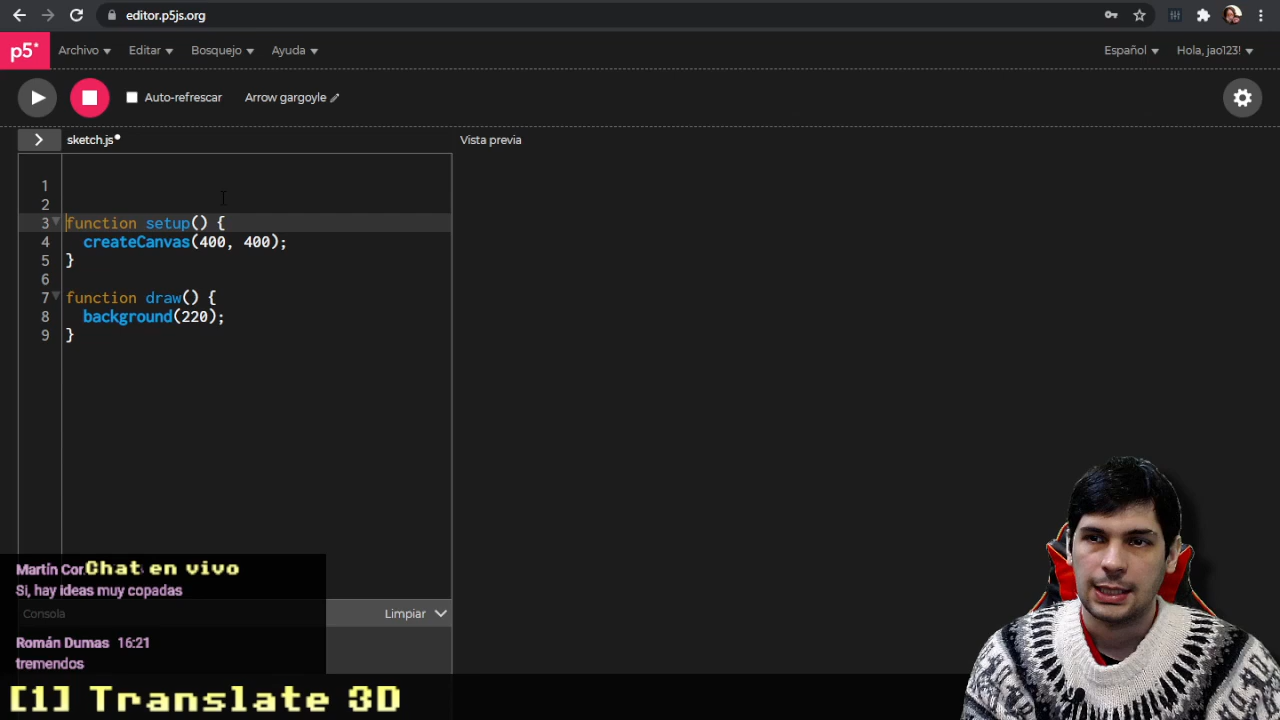 editor.p5js.org
p5* Archivo Editar Bosquejo Ayuda Español Hola, jao123!
Auto-refrescar Arrow gargoyle
sketch.js Vista previa
1
2
3 function setup() {
4 createCanvas(400, 400);
5 }
6
7 function draw() {
8 background(220);
9 }
Martín Cor Chat en vivo
Si, hay ideas muy copadas
Consola Limpiar
Román Dumas 16:21
tremendos
[1] Translate 3D